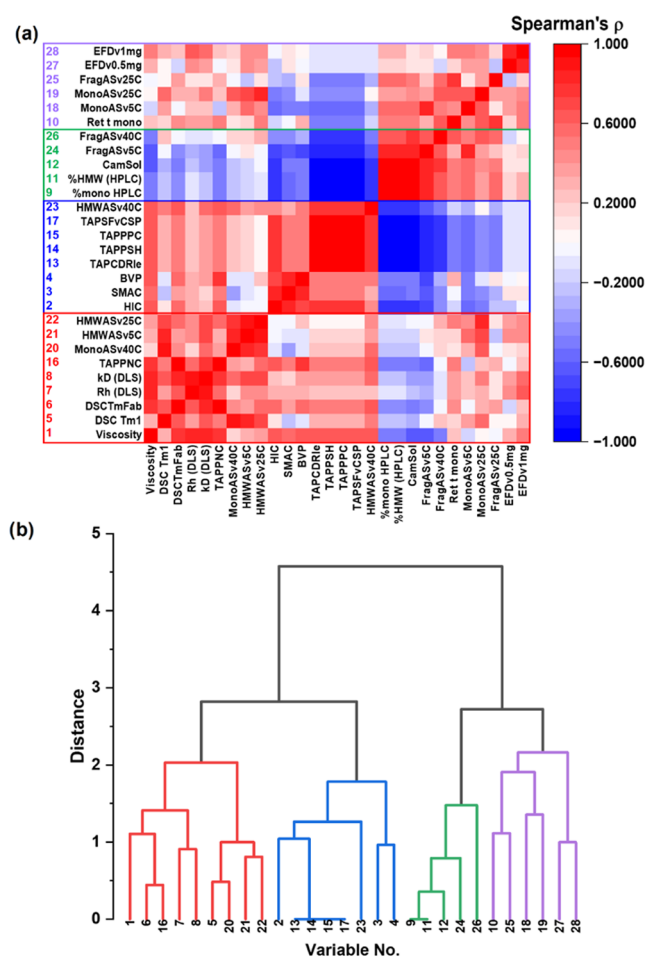 Spearman's ρ
(a)
28 EFDv1mg
27 EFDv0.5mg
25 FragASv25C
19 MonoASv25C
18 MonoASv5C
10 Ret t mono
26 FragASv40C
24 FragASv5C
12 CamSol
11 %HMW (HPLC)
9 %mono HPLC
23 HMWASv40C
17 TAPSFvCSP
15 TAPPPC
14 TAPPSH
13 TAPCDRle
4 BVP
3 SMAC
2 HIC
22 HMWASv25C
21 HMWASv5C
20 MonoASv40C
16 TAPPNC
8 kD (DLS)
7 Rh (DLS)
6 DSCTmFab
5 DSC Tm1
1 Viscosity
1.000
0.6000
0.2000
-0.2000
-0.6000
-1.000
Viscosity
DSC Tm1
DSCTmFab
Rh (DLS)
kD (DLS)
TAPPNC
MonoASv40C
HMWASv5C
HMWASv25C
HIC
SMAC
BVP
TAPCDRle
TAPPSH
TAPPPC
TAPSFvCSP
HMWASv40C
%mono HPLC
%HMW (HPLC)
CamSol
FragASv5C
FragASv40C
Ret t mono
MonoASv5C
MonoASv25C
FragASv25C
EFDv0.5mg
EFDv1mg
(b)
5
4
3
2
1
0
Distance
1 6 16 7 8 5 20 21 22 2 13 14 15 17 23 3 4 9 11 12 24 26 10 25 18 19 27 28
Variable No.